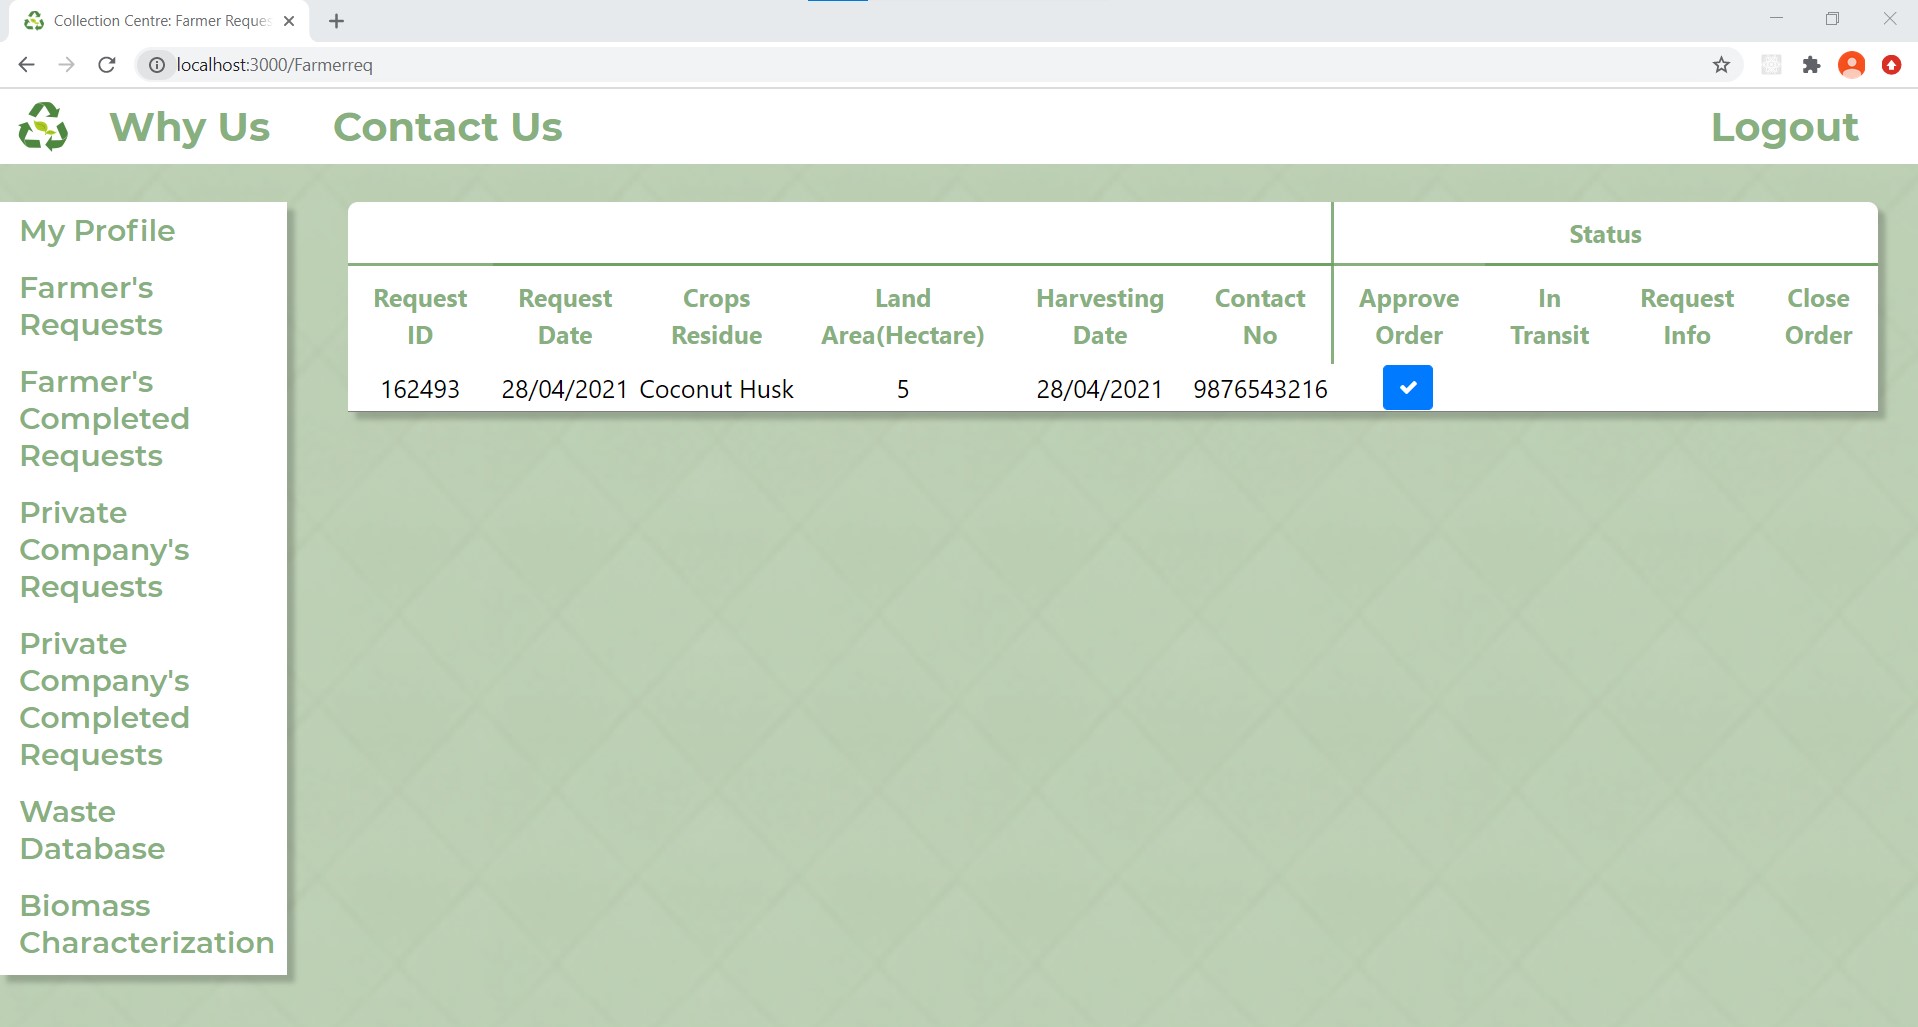 Collection Centre: Farmer Reques
localhost:3000/Farmerreq
Why Us Contact Us Logout
My Profile
Farmer's
Requests
Farmer's
Completed
Requests
Private
Company's
Requests
Private
Company's
Completed
Requests
Waste
Database
Biomass
Characterization
Status
Request Request Crops Land Harvesting Contact Approve In Request Close
ID Date Residue Area(Hectare) Date No Order Transit Info Order
162493 28/04/2021 Coconut Husk 5 28/04/2021 9876543216